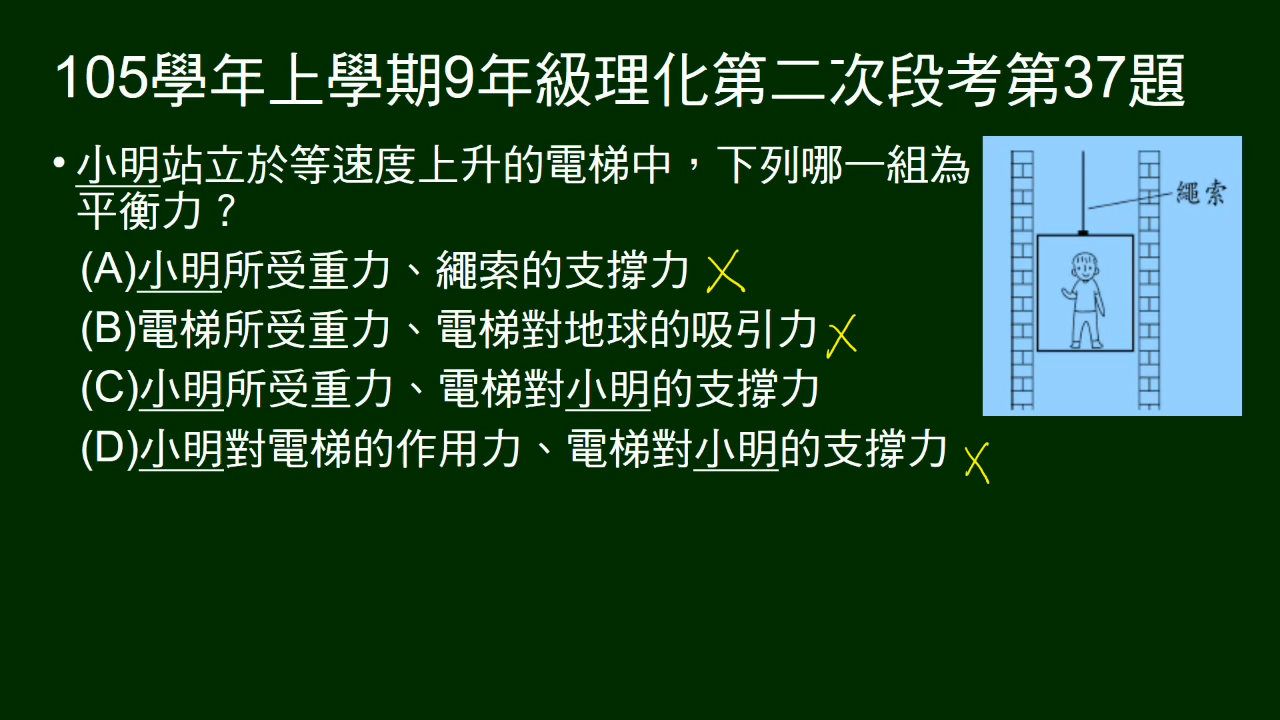 105學年上學期9年級理化第二次段考第37題
• 小明站立於等速度上升的電梯中，下列哪一組為
平衡力？
(A)小明所受重力、繩索的支撐力
(B)電梯所受重力、電梯對地球的吸引力
(C)小明所受重力、電梯對小明的支撐力
(D)小明對電梯的作用力、電梯對小明的支撐力
繩索